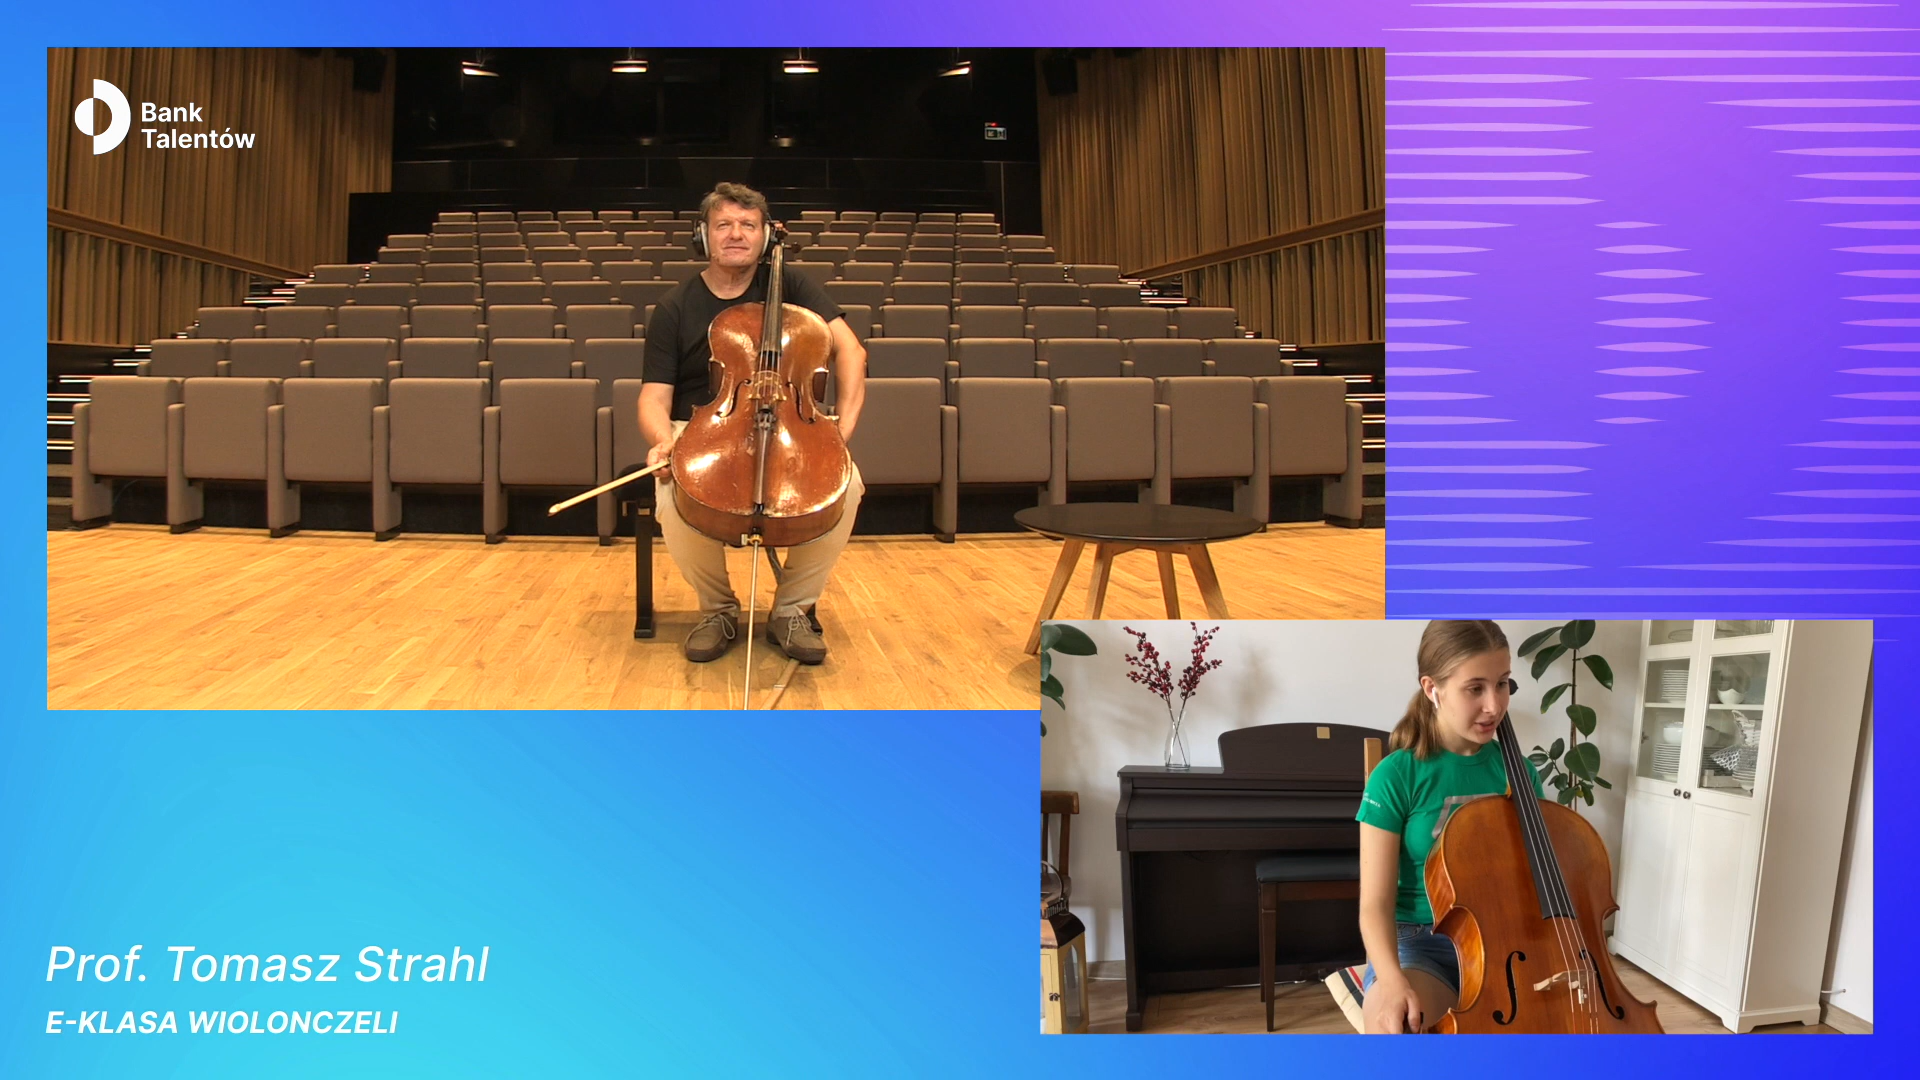 Bank
Talentów
Prof. Tomasz Strahl
E-KLASA WIOLONCZELI